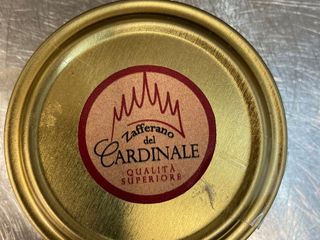 Zafferano
del
CARDINALE
QUALITÀ
SUPERIORE